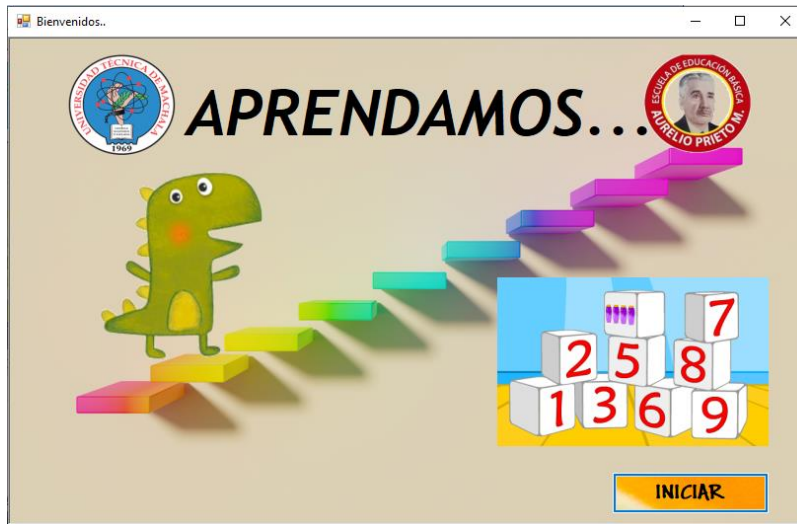 Bienvenidos..
UNIVERSIDAD TECNICA DE MACHALA
1969
APRENDAMOS...
ESCUELA DE EDUCACIÓN BÁSICA
AURELIO PRIETO M.
7
2 5 8
1 3 6 9
INICIAR